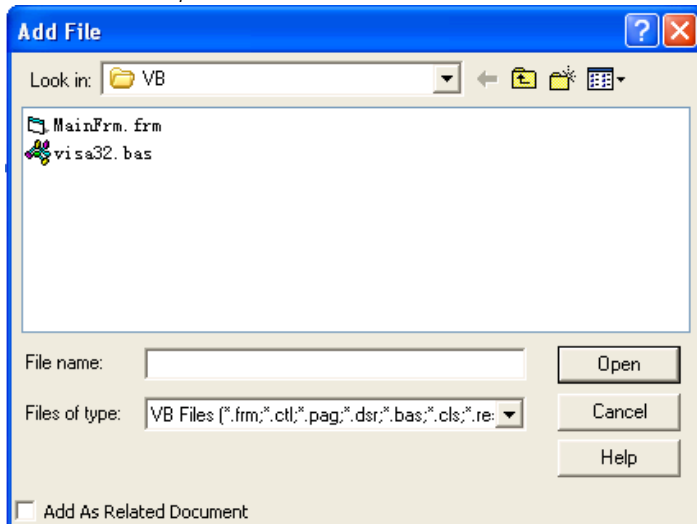 Add File
Look in: VB
MainFrm.frm
visa32.bas
File name:
Open
Files of type: VB Files (*.frm;*.ctl;*.pag;*.dsr;*.bas;*.cls;*.re:
Cancel
Help
Add As Related Document